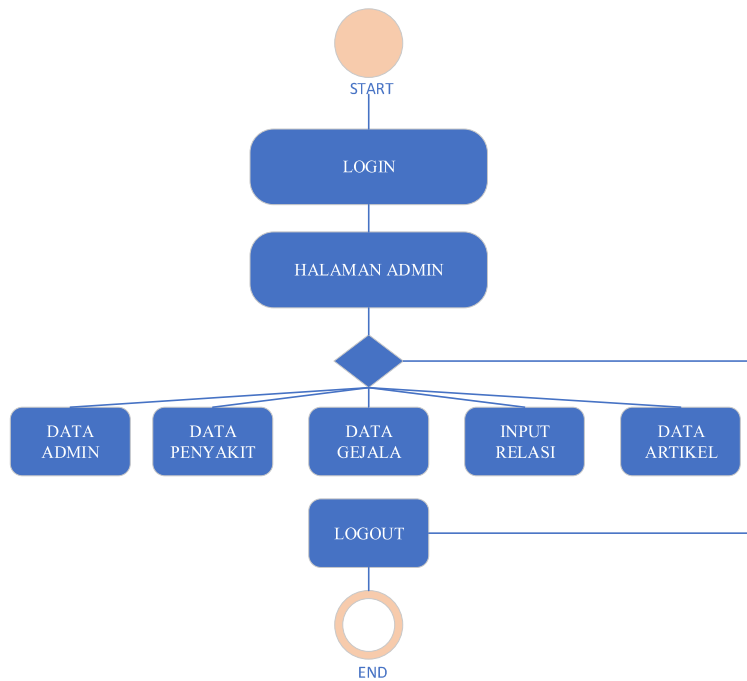 START
LOGIN
HALAMAN ADMIN
DATA
ADMIN
DATA
PENYAKIT
DATA
GEJALA
INPUT
RELASI
DATA
ARTIKEL
LOGOUT
END